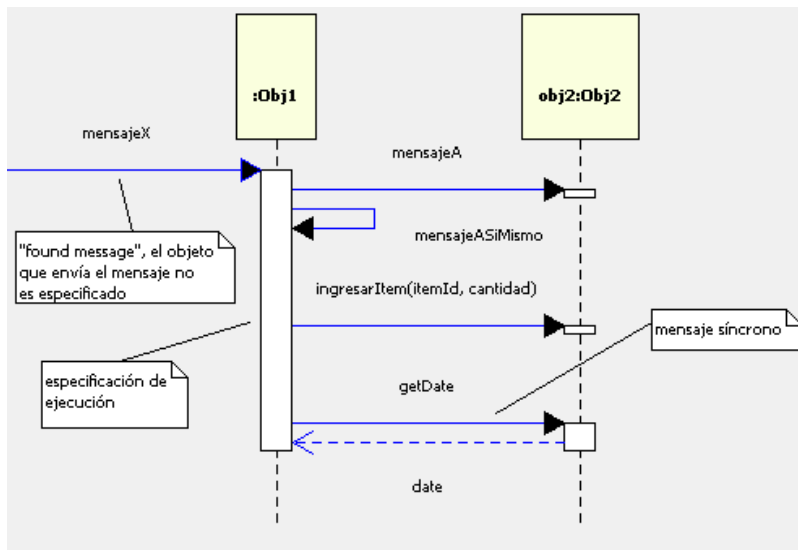 :Obj1
obj2:Obj2
mensajeX
mensajeA
mensajeASiMismo
"found message", el objeto
que envía el mensaje no
es especificado
ingresarItem(itemId, cantidad)
mensaje síncrono
especificación de
ejecución
getDate
date